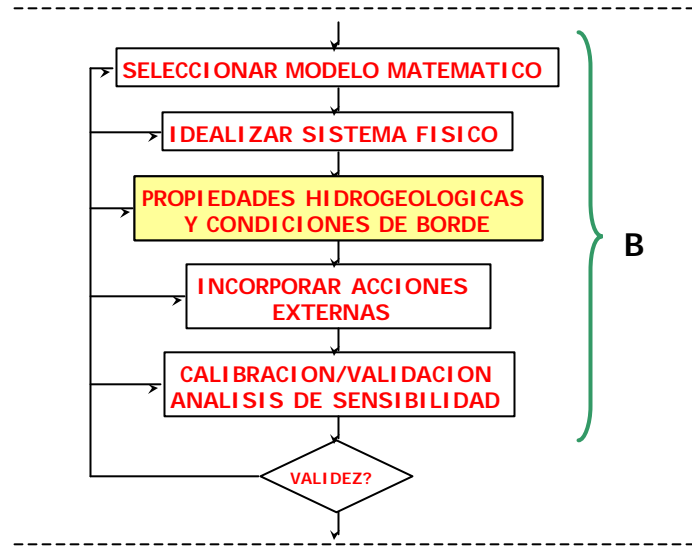 SELECCIONAR MODELO MATEMATICO
IDEALIZAR SISTEMA FISICO
PROPIEDADES HIDROGEOLOGICAS
Y CONDICIONES DE BORDE
B
INCORPORAR ACCIONES
EXTERNAS
CALIBRACION/VALIDACION
ANALISIS DE SENSIBILIDAD
VALIDEZ?